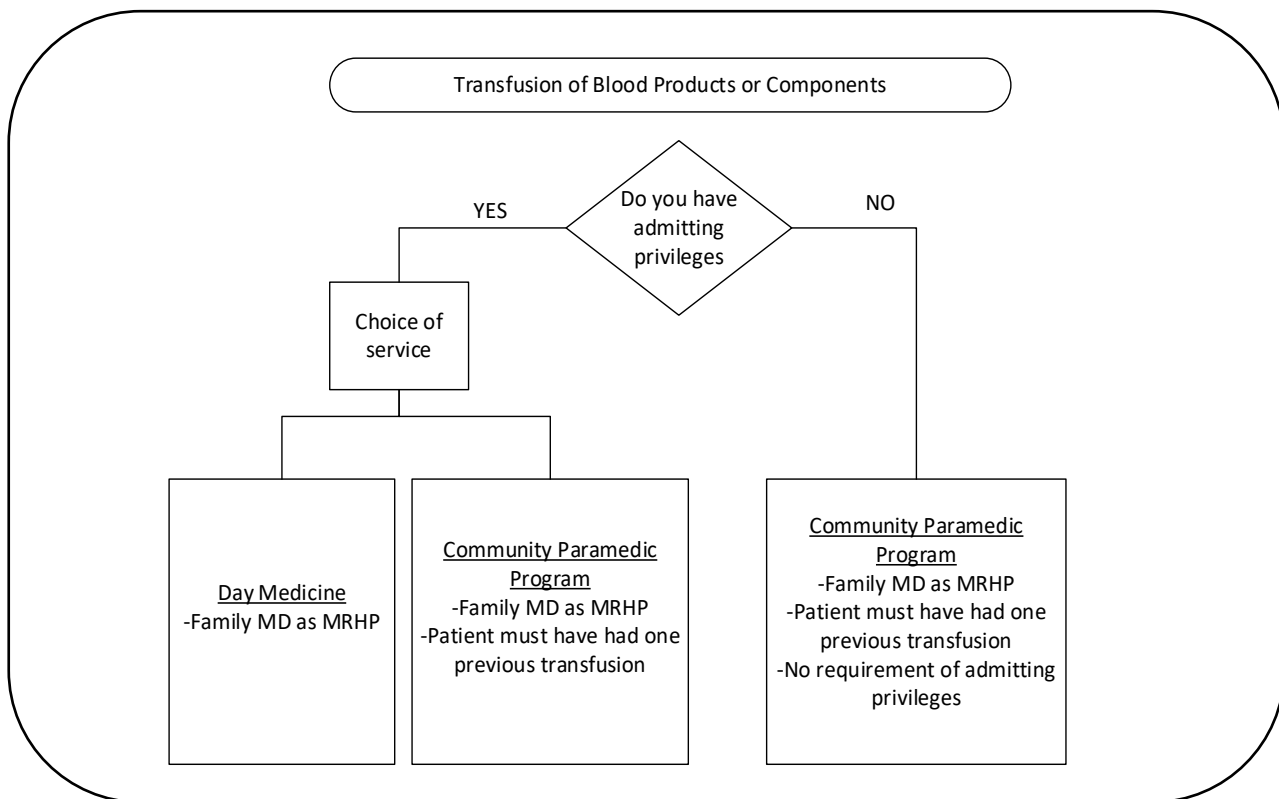 Transfusion of Blood Products or Components
Do you have
admitting
privileges
YES
NO
Choice of
service
Day Medicine
-Family MD as MRHP
Community Paramedic
Program
-Family MD as MRHP
-Patient must have had one
previous transfusion
Community Paramedic
Program
-Family MD as MRHP
-Patient must have had one
previous transfusion
-No requirement of admitting
privileges